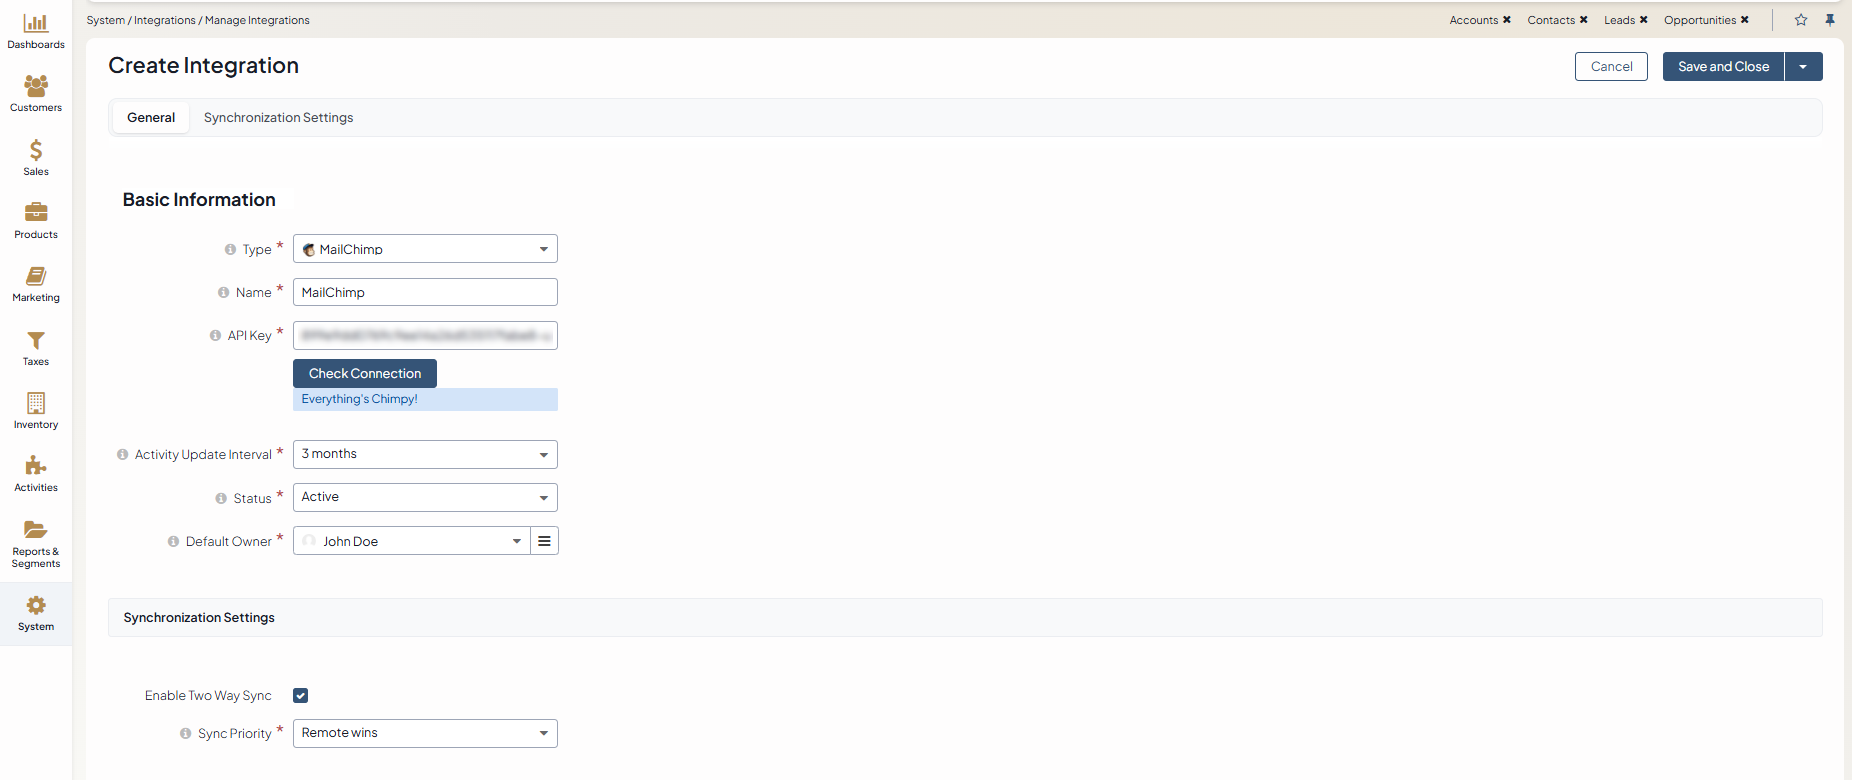 System / Integrations / Manage Integrations
Accounts ✖ Contacts ✖ Leads ✖ Opportunities ✖
Dashboards
Customers
Sales
Products
Marketing
Taxes
Inventory
Activities
Reports &
Segments
System
Create Integration
Cancel
Save and Close
General
Synchronization Settings
Basic Information
Type *
MailChimp
Name *
MailChimp
API Key *
Check Connection
Everything's Chimpy!
Activity Update Interval *
3 months
Status *
Active
Default Owner *
John Doe
Synchronization Settings
Enable Two Way Sync
Sync Priority *
Remote wins